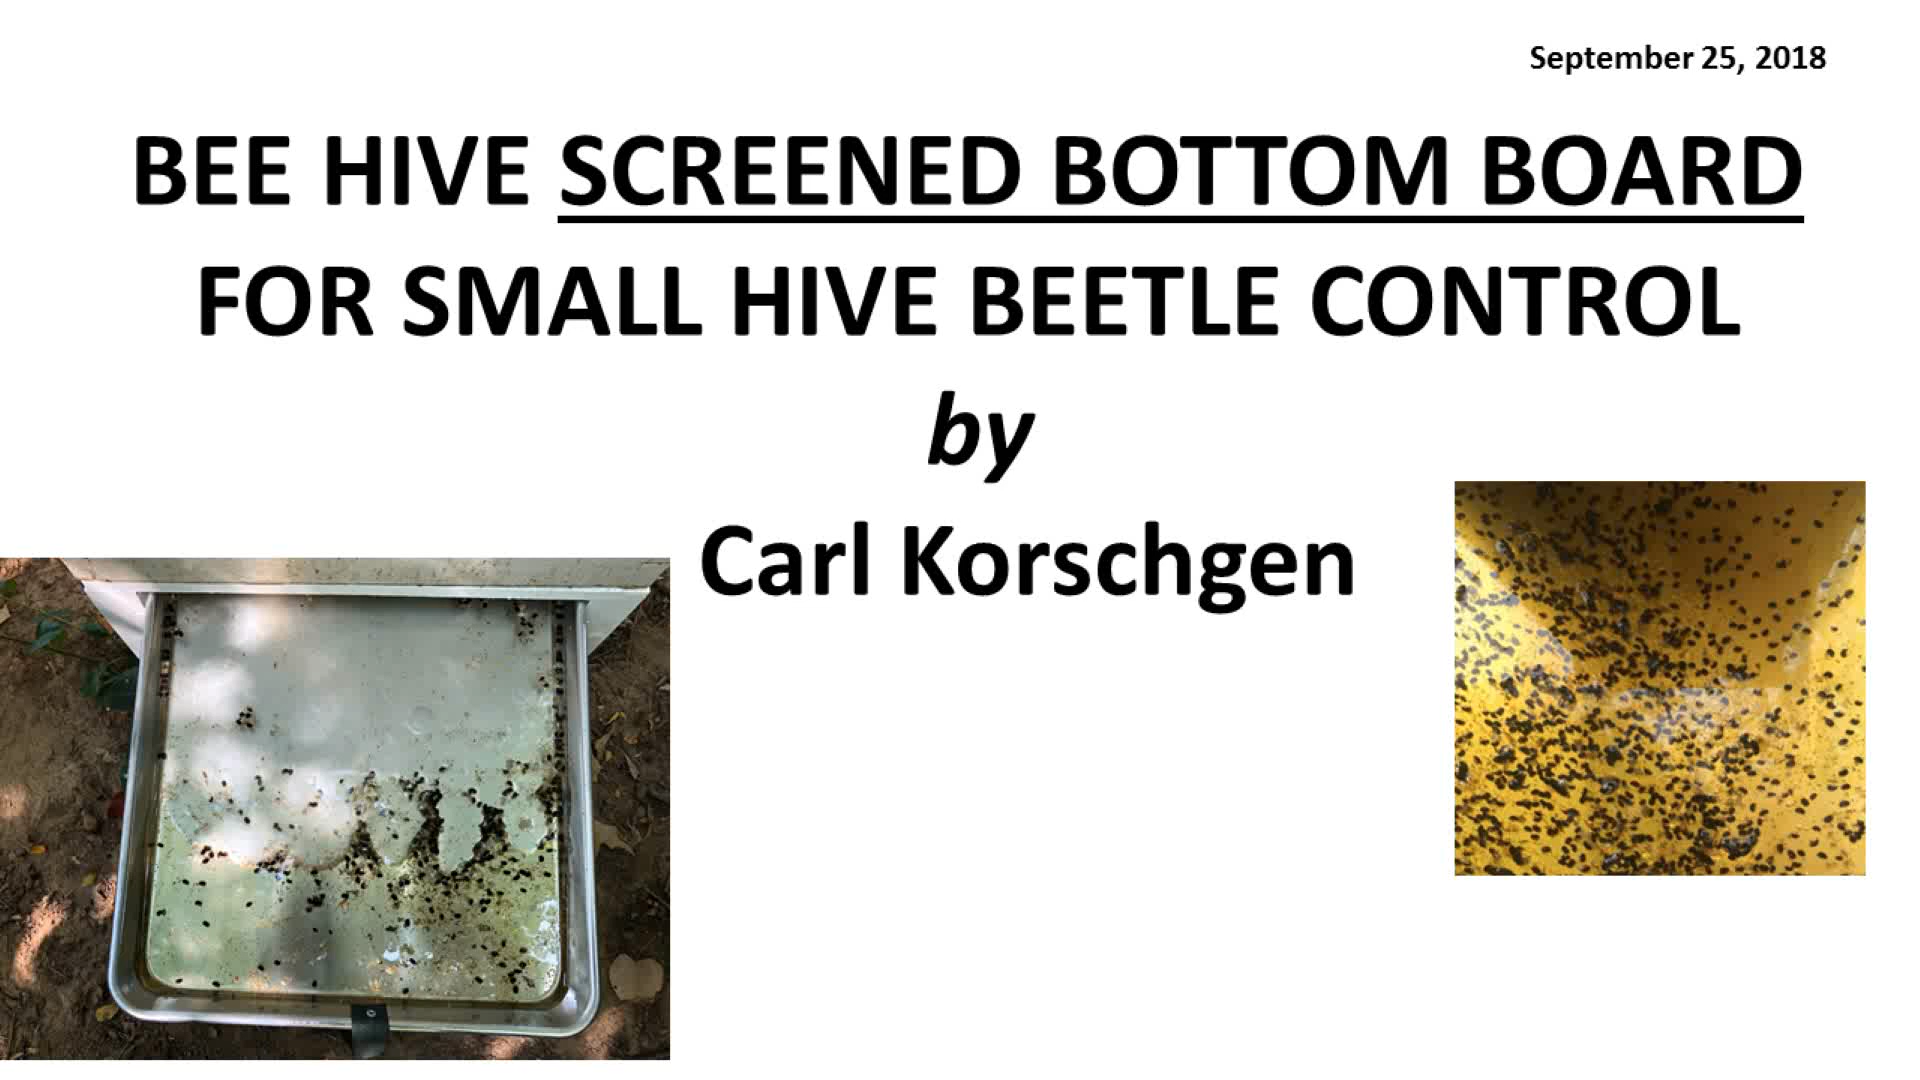 September 25, 2018
BEE HIVE SCREENED BOTTOM BOARD
FOR SMALL HIVE BEETLE CONTROL
by
Carl Korschgen